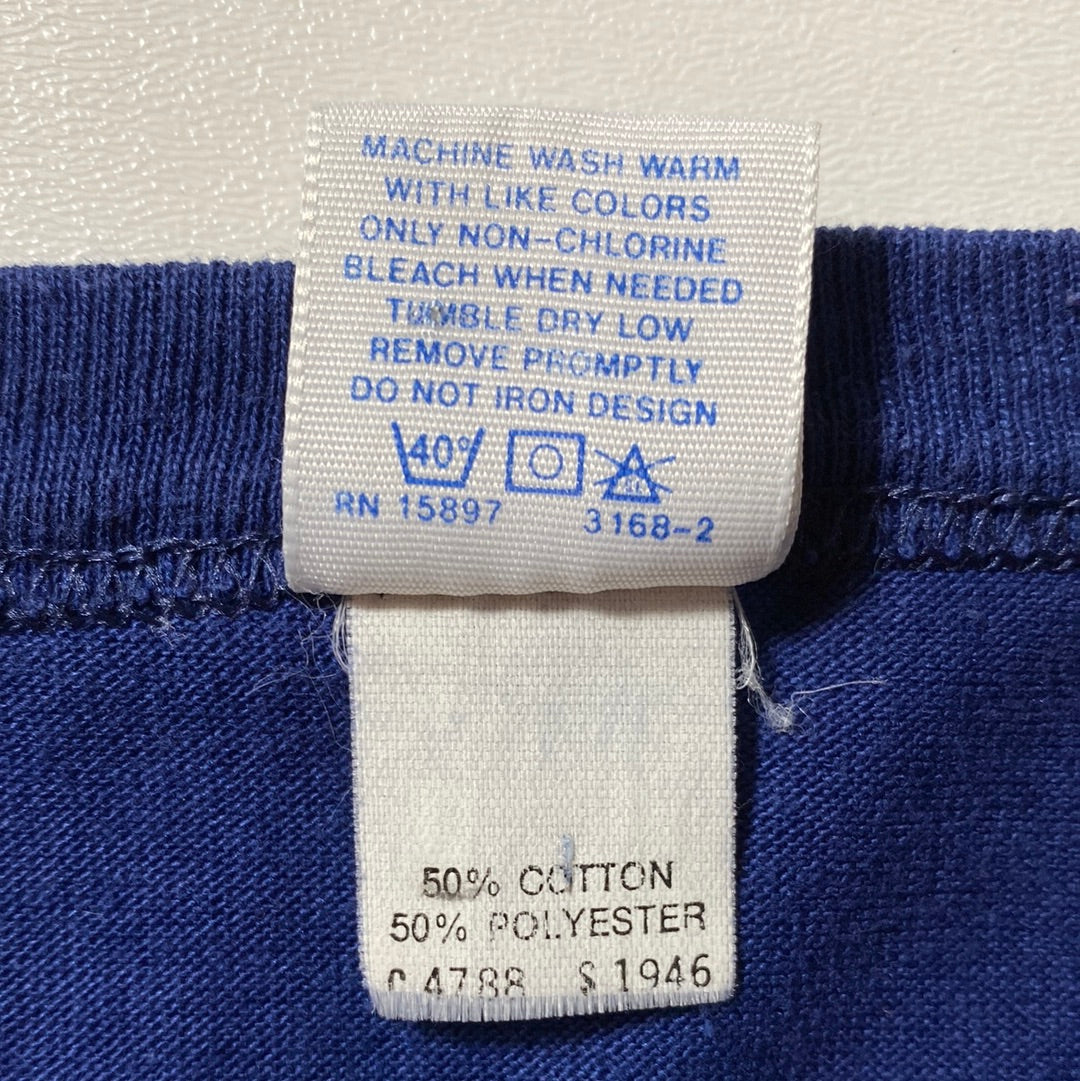 MACHINE WASH WARM
WITH LIKE COLORS
ONLY NON-CHLORINE
BLEACH WHEN NEEDED
TUMBLE DRY LOW
REMOVE PROMPTLY
DO NOT IRON DESIGN
40°
RN 15897 3168-2
50% COTTON
50% POLYESTER
C 4788 S 1946